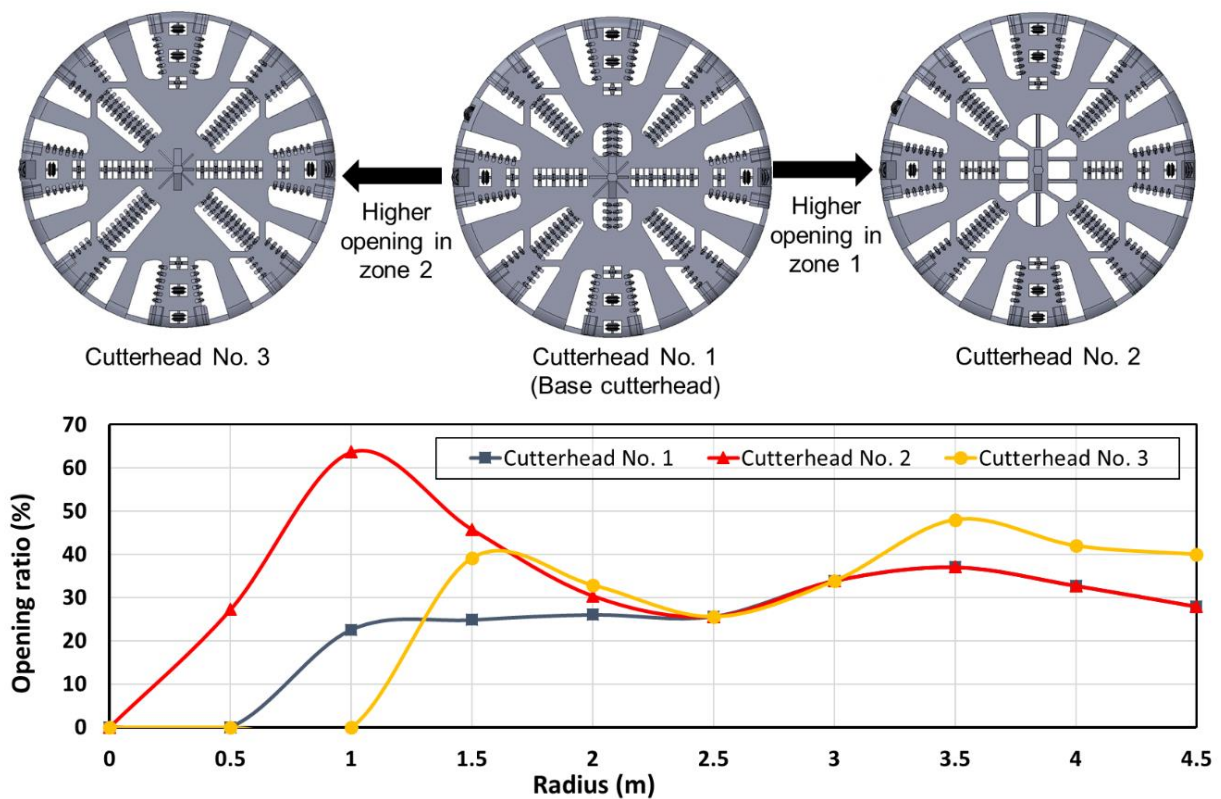 Higher
opening in
zone 2
Higher
opening in
zone 1
Cutterhead No. 3
Cutterhead No. 1
(Base cutterhead)
Cutterhead No. 2
70
60
50
40
30
20
10
0
Opening ratio (%)
Cutterhead No. 1
Cutterhead No. 2
Cutterhead No. 3
0 0.5 1 1.5 2 2.5 3 3.5 4 4.5
Radius (m)